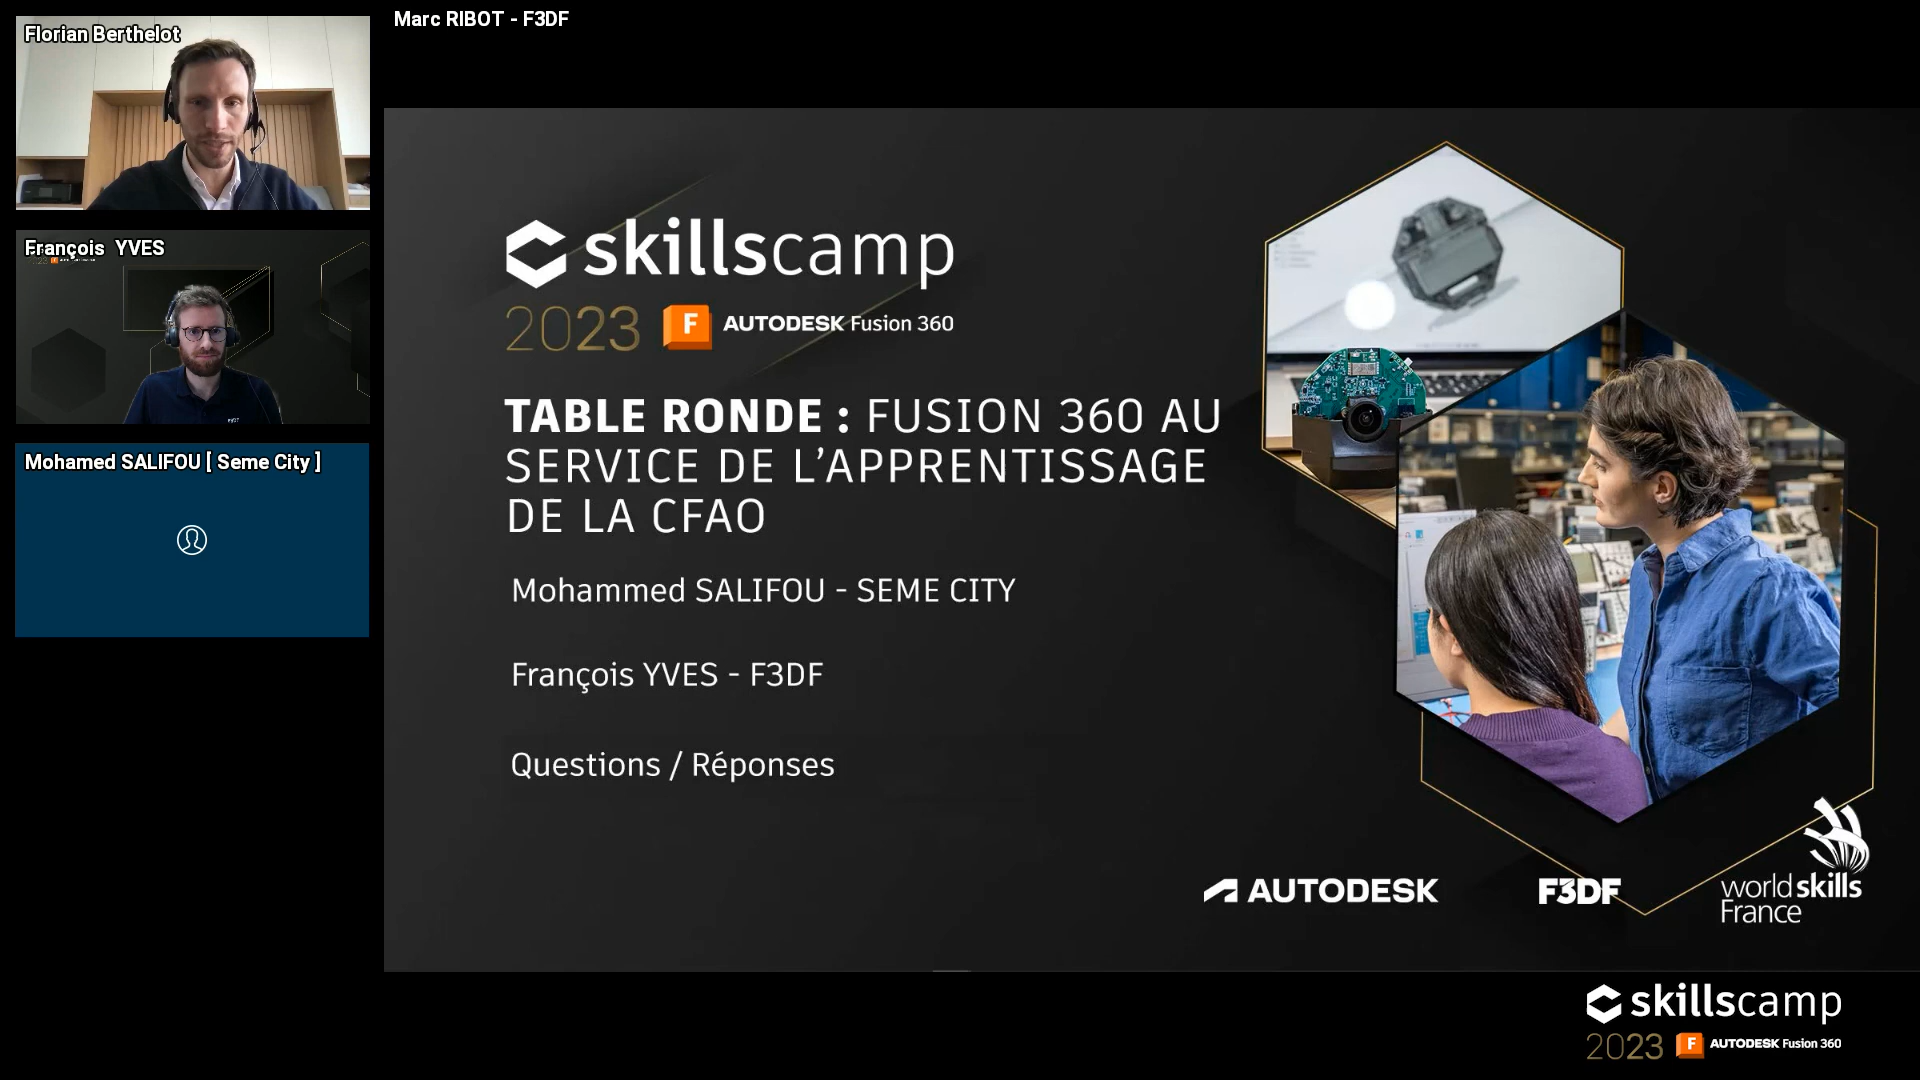 Florian Berthelot
François YVES
Mohamed SALIFOU [ Seme City ]
Marc RIBOT - F3DF
skillscamp
2023 F AUTODESK Fusion 360
TABLE RONDE : FUSION 360 AU
SERVICE DE L’APPRENTISSAGE
DE LA CFAO
Mohammed SALIFOU - SEME CITY
François YVES - F3DF
Questions / Réponses
AUTODESK
F3DF
worldskills
France
skillscamp
2023 F AUTODESK Fusion 360